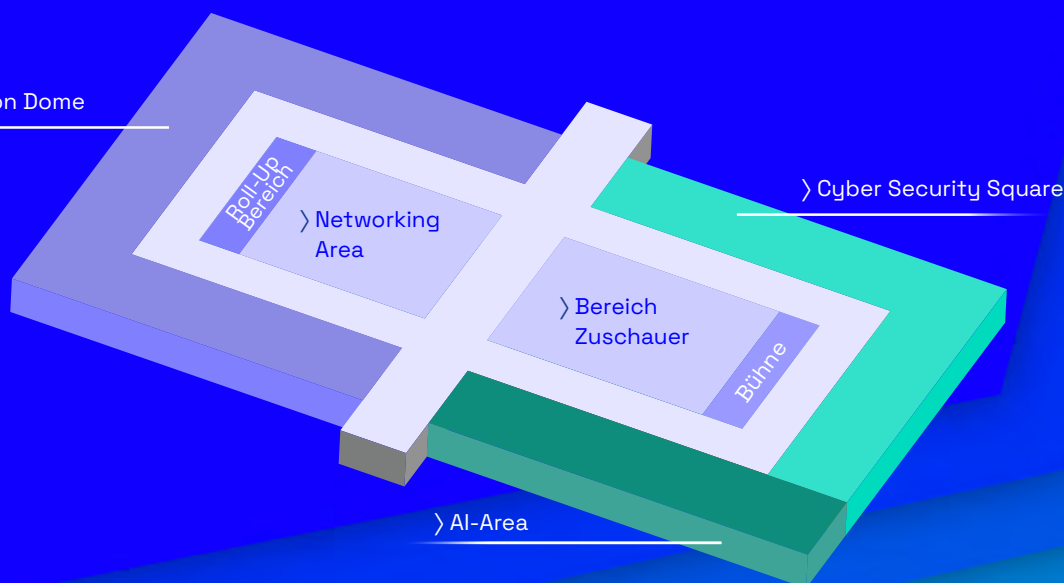 on Dome
〉Cyber Security Square
Roll-Up
Bereich
〉Networking
Area
〉Bereich
Zuschauer
Bühne
〉AI-Area